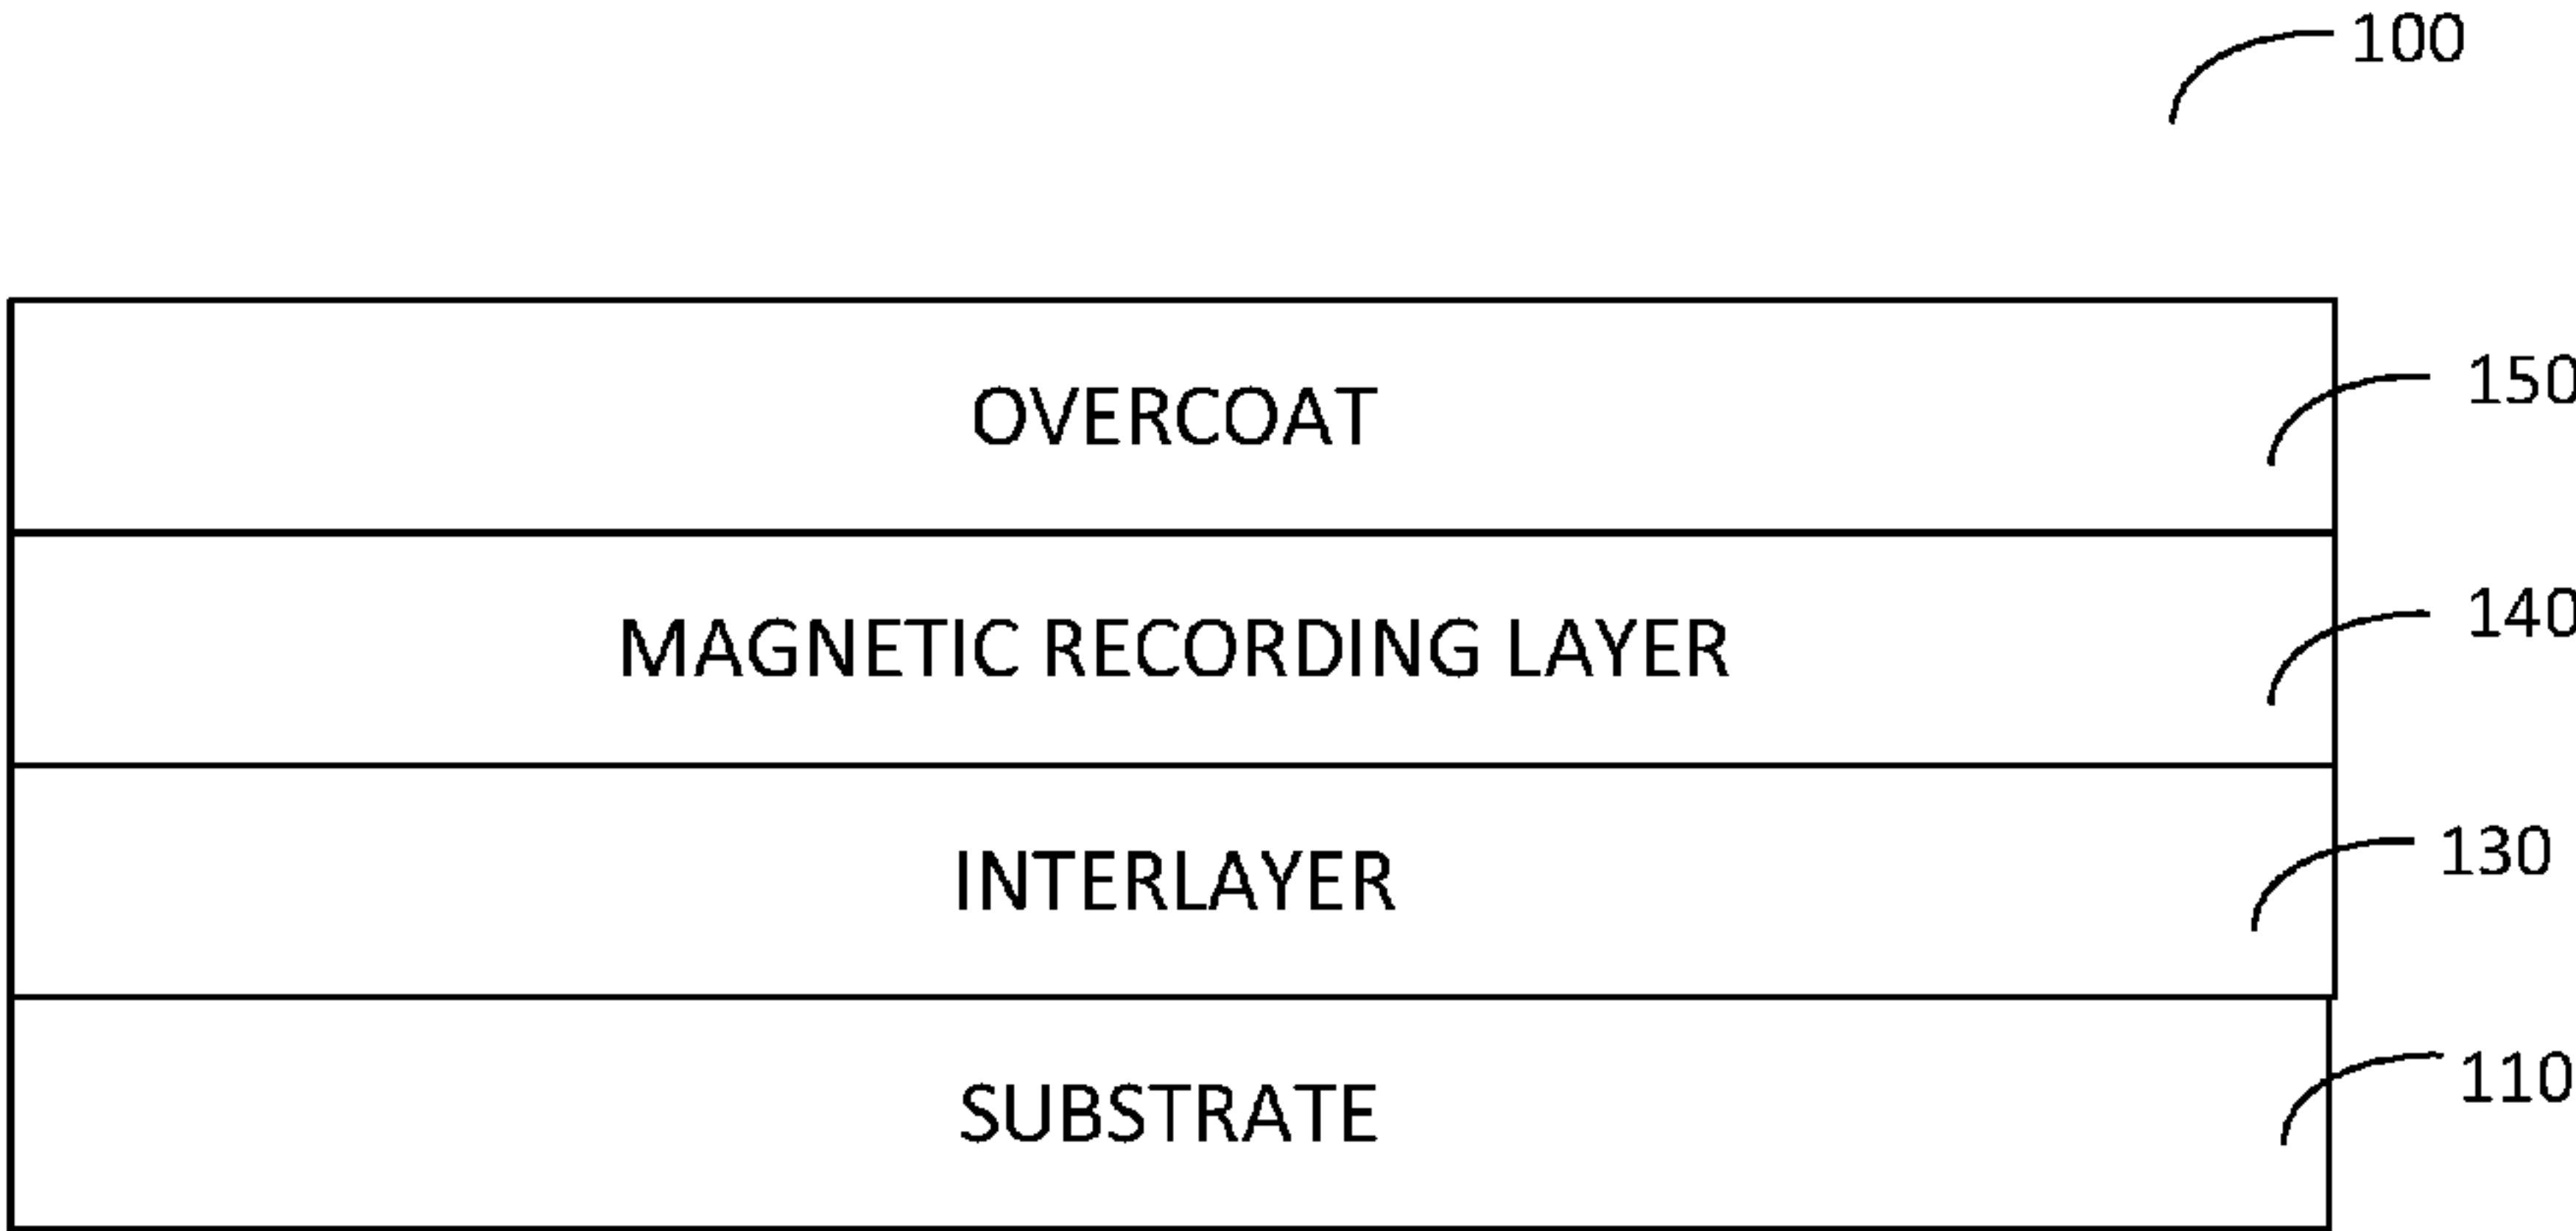 100
OVERCOAT 150
MAGNETIC RECORDING LAYER 140
INTERLAYER 130
SUBSTRATE 110